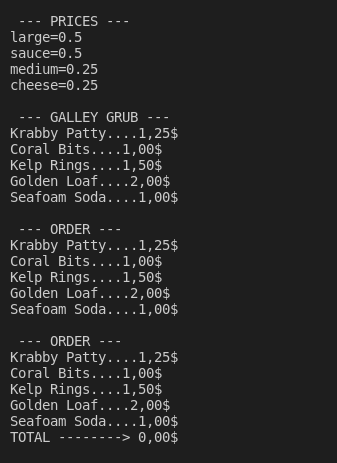 --- PRICES ---
large=0.5
sauce=0.5
medium=0.25
cheese=0.25
--- GALLEY GRUB ---
Krabby Patty....1,25$
Coral Bits....1,00$
Kelp Rings....1,50$
Golden Loaf....2,00$
Seafoam Soda....1,00$
--- ORDER ---
Krabby Patty....1,25$
Coral Bits....1,00$
Kelp Rings....1,50$
Golden Loaf....2,00$
Seafoam Soda....1,00$
--- ORDER ---
Krabby Patty....1,25$
Coral Bits....1,00$
Kelp Rings....1,50$
Golden Loaf....2,00$
Seafoam Soda....1,00$
TOTAL --------> 0,00$